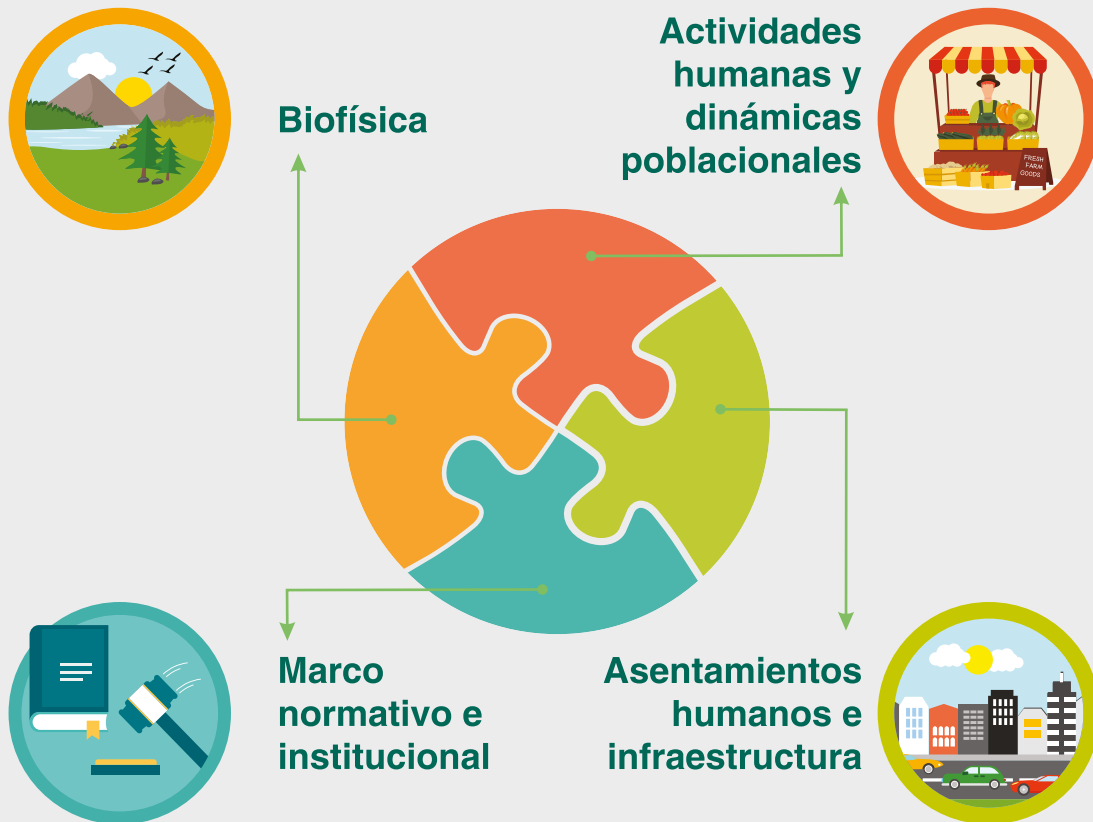 Biofísica
Actividades
humanas y
dinámicas
poblacionales
FRESH
FARM
GOODS
Marco
normativo e
institucional
Asentamientos
humanos e
infraestructura